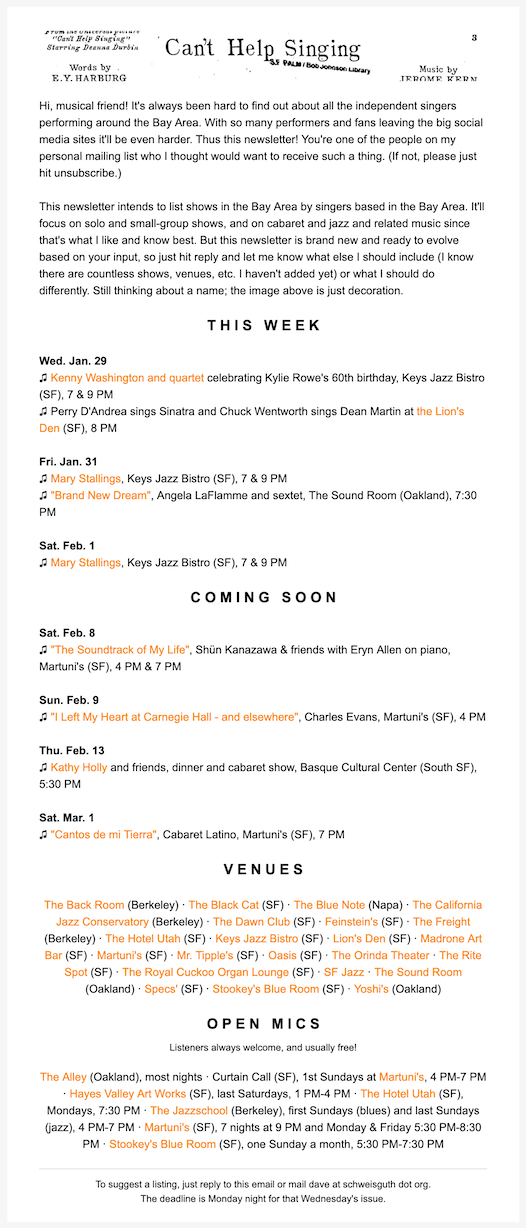 From the Universal picture
"Can't Help Singing"
Starring Deanna Durbin
3
Can't Help Singing
S.F. PALM / Bob Johnson Library
Words by
E.Y. HARBURG
Music by
JEROME KERN
Hi, musical friend! It's always been hard to find out about all the independent singers
performing around the Bay Area. With so many performers and fans leaving the big social
media sites it'll be even harder. Thus this newsletter! You're one of the people on my
personal mailing list who I thought would want to receive such a thing. (If not, please just
hit unsubscribe.)
This newsletter intends to list shows in the Bay Area by singers based in the Bay Area. It'll
focus on solo and small-group shows, and on cabaret and jazz and related music since
that's what I like and know best. But this newsletter is brand new and ready to evolve
based on your input, so just hit reply and let me know what else I should include (I know
there are countless shows, venues, etc. I haven't added yet) or what I should do
differently. Still thinking about a name; the image above is just decoration.
THIS WEEK
Wed. Jan. 29
♫ Kenny Washington and quartet celebrating Kylie Rowe's 60th birthday, Keys Jazz Bistro
(SF), 7 & 9 PM
♫ Perry D'Andrea sings Sinatra and Chuck Wentworth sings Dean Martin at the Lion's
Den (SF), 8 PM
Fri. Jan. 31
♫ Mary Stallings, Keys Jazz Bistro (SF), 7 & 9 PM
♫ "Brand New Dream", Angela LaFlamme and sextet, The Sound Room (Oakland), 7:30
PM
Sat. Feb. 1
♫ Mary Stallings, Keys Jazz Bistro (SF), 7 & 9 PM
COMING SOON
Sat. Feb. 8
♫ "The Soundtrack of My Life", Shün Kanazawa & friends with Eryn Allen on piano,
Martuni's (SF), 4 PM & 7 PM
Sun. Feb. 9
♫ "I Left My Heart at Carnegie Hall - and elsewhere", Charles Evans, Martuni's (SF), 4 PM
Thu. Feb. 13
♫ Kathy Holly and friends, dinner and cabaret show, Basque Cultural Center (South SF),
5:30 PM
Sat. Mar. 1
♫ "Cantos de mi Tierra", Cabaret Latino, Martuni's (SF), 7 PM
VENUES
The Back Room (Berkeley) · The Black Cat (SF) · The Blue Note (Napa) · The California
Jazz Conservatory (Berkeley) · The Dawn Club (SF) · Feinstein's (SF) · The Freight
(Berkeley) · The Hotel Utah (SF) · Keys Jazz Bistro (SF) · Lion's Den (SF) · Madrone Art
Bar (SF) · Martuni's (SF) · Mr. Tipple's (SF) · Oasis (SF) · The Orinda Theater · The Rite
Spot (SF) · The Royal Cuckoo Organ Lounge (SF) · SF Jazz · The Sound Room
(Oakland) · Specs' (SF) · Stookey's Blue Room (SF) · Yoshi's (Oakland)
OPEN MICS
Listeners always welcome, and usually free!
The Alley (Oakland), most nights · Curtain Call (SF), 1st Sundays at Martuni's, 4 PM-7 PM
· Hayes Valley Art Works (SF), last Saturdays, 1 PM-4 PM · The Hotel Utah (SF),
Mondays, 7:30 PM · The Jazzschool (Berkeley), first Sundays (blues) and last Sundays
(jazz), 4 PM-7 PM · Martuni's (SF), 7 nights at 9 PM and Monday & Friday 5:30 PM-8:30
PM · Stookey's Blue Room (SF), one Sunday a month, 5:30 PM-7:30 PM
To suggest a listing, just reply to this email or mail dave at schweisguth dot org.
The deadline is Monday night for that Wednesday's issue.